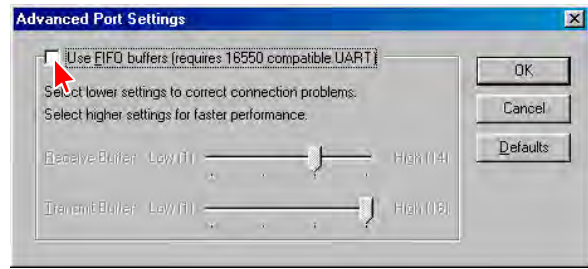 Advanced Port Settings
Use FIFO buffers (requires 16550 compatible UART)
OK
Select lower settings to correct connection problems.
Select higher settings for faster performance.
Cancel
Defaults
Receive Buffer: Low (1) High (14)
Transmit Buffer: Low (1) High (16)